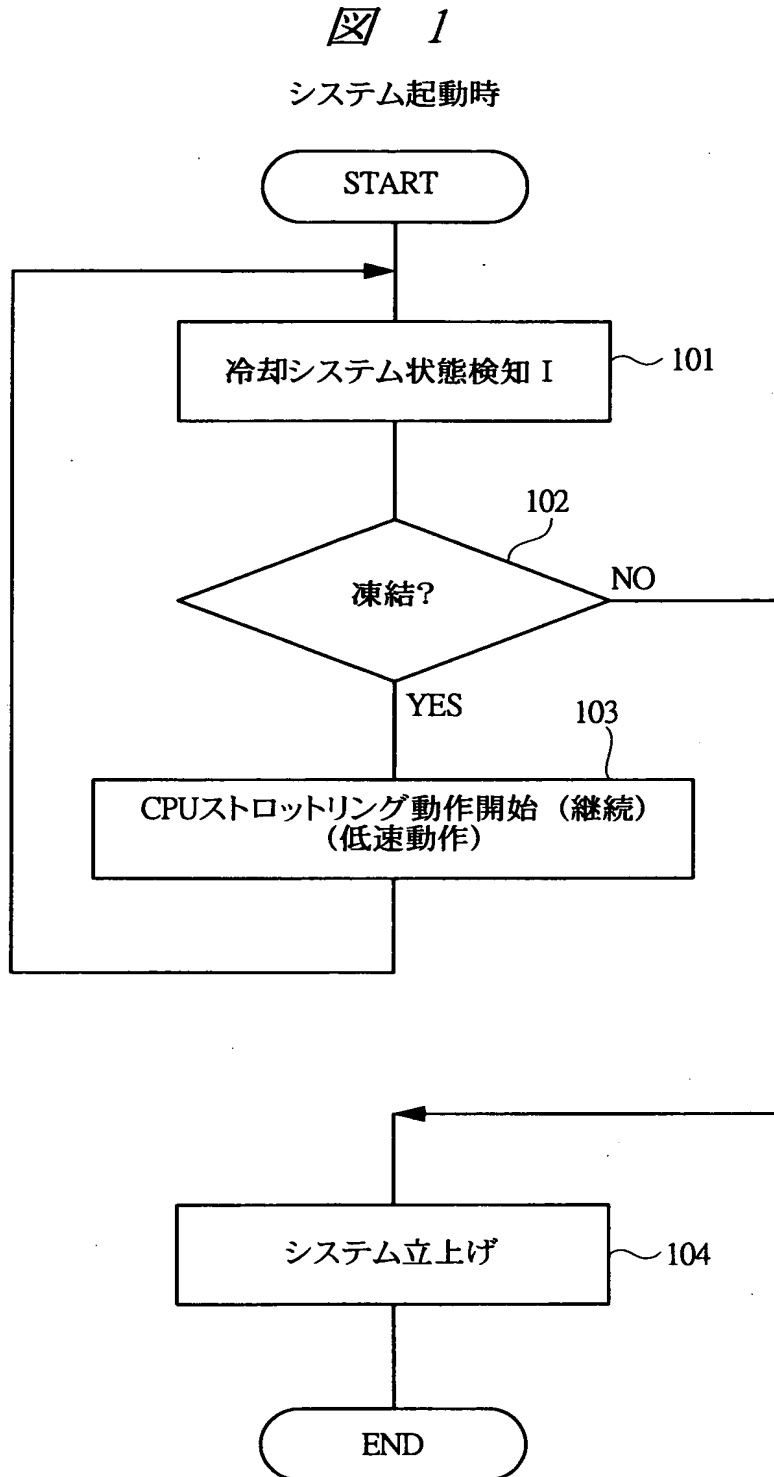 図 1
システム起動時
START
冷却システム状態検知 I
101
102
凍結?
NO
YES
103
CPUストロットリング動作開始 (継続)
(低速動作)
システム立上げ
104
END